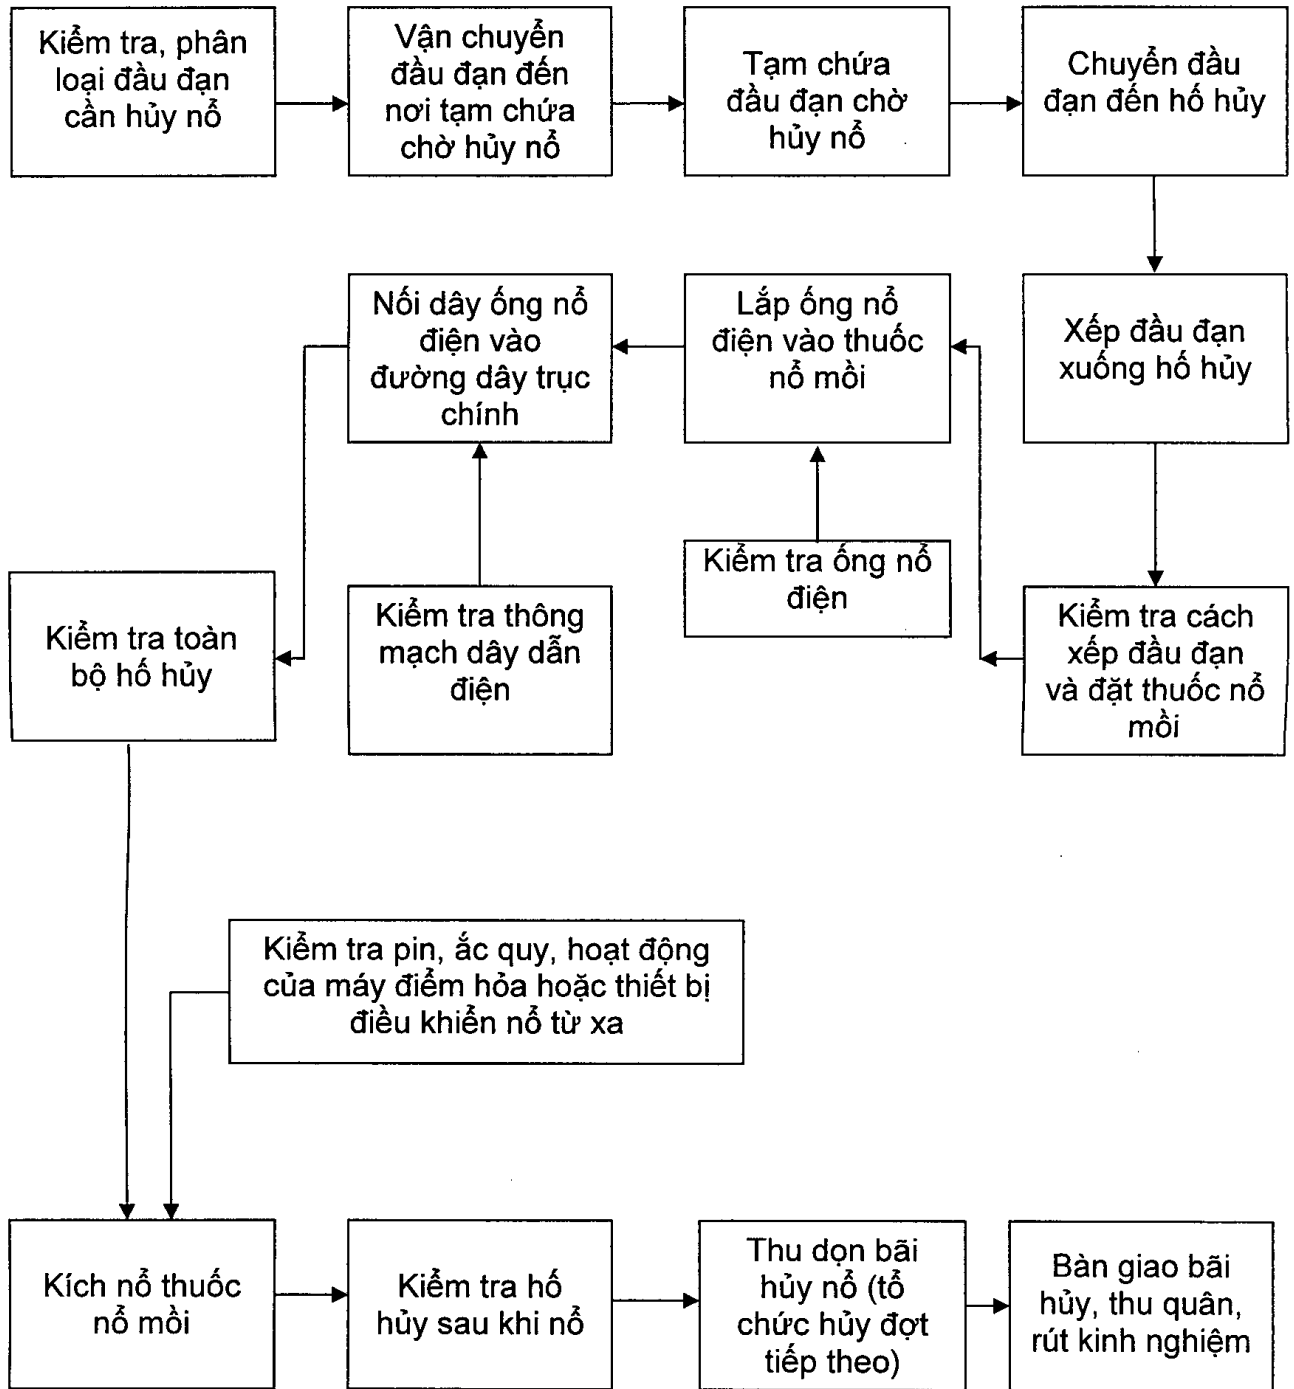 Kiểm tra, phân
loại đầu đạn
cần hủy nổ
Vận chuyển
đầu đạn đến
nơi tạm chứa
chờ hủy nổ
Tạm chứa
đầu đạn chờ
hủy nổ
Chuyển đầu
đạn đến hố hủy
Xếp đầu đạn
xuống hố hủy
Kiểm tra cách
xếp đầu đạn
và đặt thuốc nổ
mồi
Lắp ống nổ
điện vào thuốc
nổ mồi
Kiểm tra ống nổ
điện
Nối dây ống nổ
điện vào
đường dây trục
chính
Kiểm tra thông
mạch dây dẫn
điện
Kiểm tra toàn
bộ hố hủy
Kiểm tra pin, ắc quy, hoạt động
của máy điểm hỏa hoặc thiết bị
điều khiển nổ từ xa
Kích nổ thuốc
nổ mồi
Kiểm tra hố
hủy sau khi nổ
Thu dọn bãi
hủy nổ (tổ
chức hủy đợt
tiếp theo)
Bàn giao bãi
hủy, thu quân,
rút kinh nghiệm